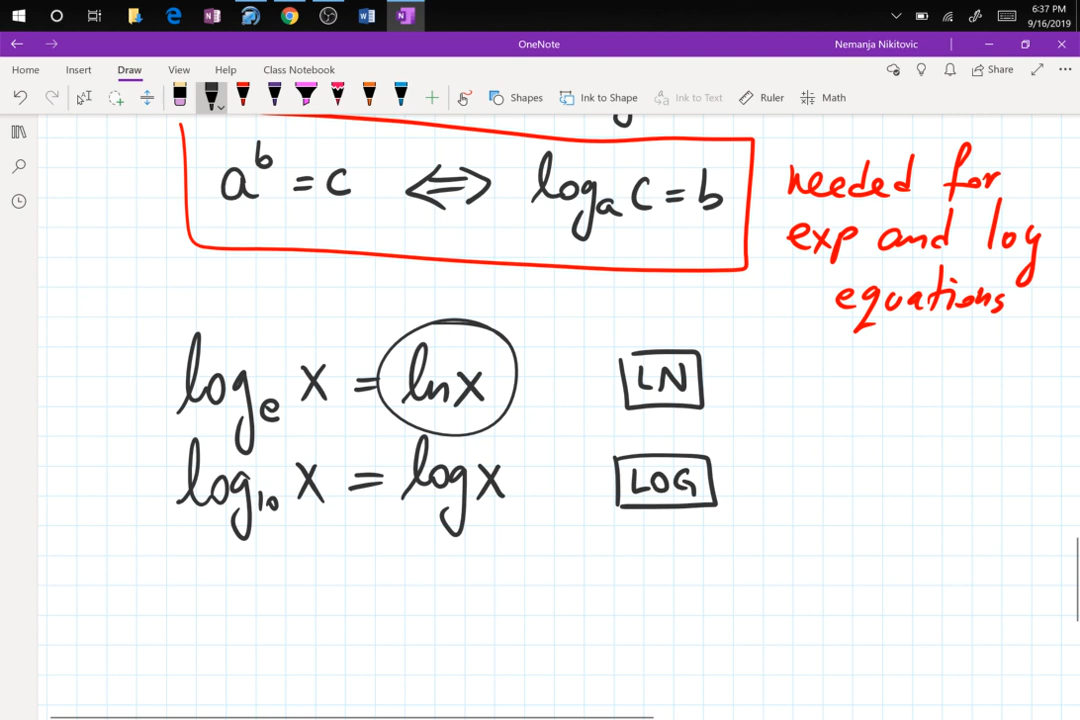 6:37 PM
9/16/2019
OneNote
Nemanja Nikitovic
Home Insert Draw View Help Class Notebook Share
Shapes Ink to Shape Ink to Text Ruler Math
a^b = c ⇔ log_a c = b
needed for
exp and log
equations
log_e x = ln x LN
log_10 x = log x LOG